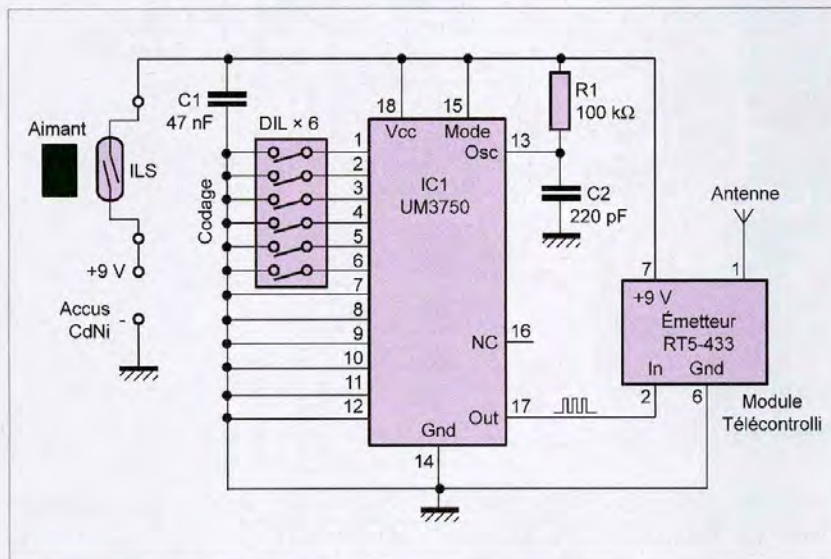 Aimant
ILS
+9 V
Accus
CdNi
-
C1
47 nF
DIL × 6
Codage
1
2
3
4
5
6
7
8
9
10
11
12
18
15
Vcc
Mode
Osc
13
IC1
UM3750
NC
16
Out
17
Gnd
14
R1
100 kΩ
C2
220 pF
Antenne
7
1
+9 V
Émetteur
RT5-433
In
Gnd
2
6
Module
Télécontrolli